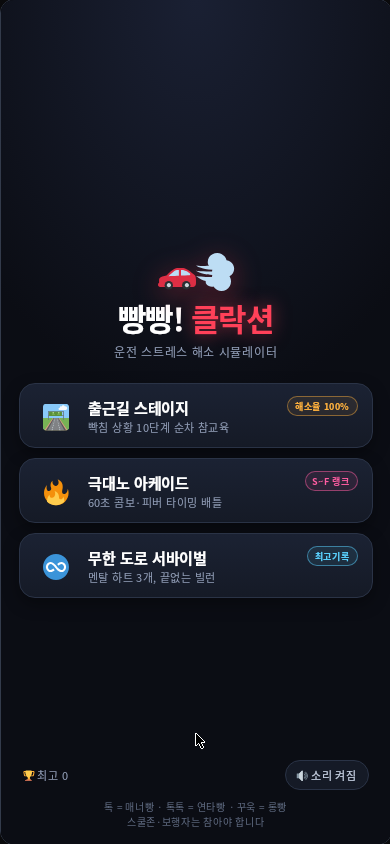 빵빵! 클락션
운전 스트레스 해소 시뮬레이터
출근길 스테이지
해소율 100%
빡침 상황 10단계 순차 참교육
극대노 아케이드
S~F 랭크
60초 콤보·피버 타이밍 배틀
무한 도로 서바이벌
최고기록
멘탈 하트 3개, 끝없는 빌런
최고 0
소리 켜짐
톡 = 매너빵 · 톡톡 = 연타빵 · 꾸욱 = 롱빵
스쿨존·보행자는 참아야 합니다